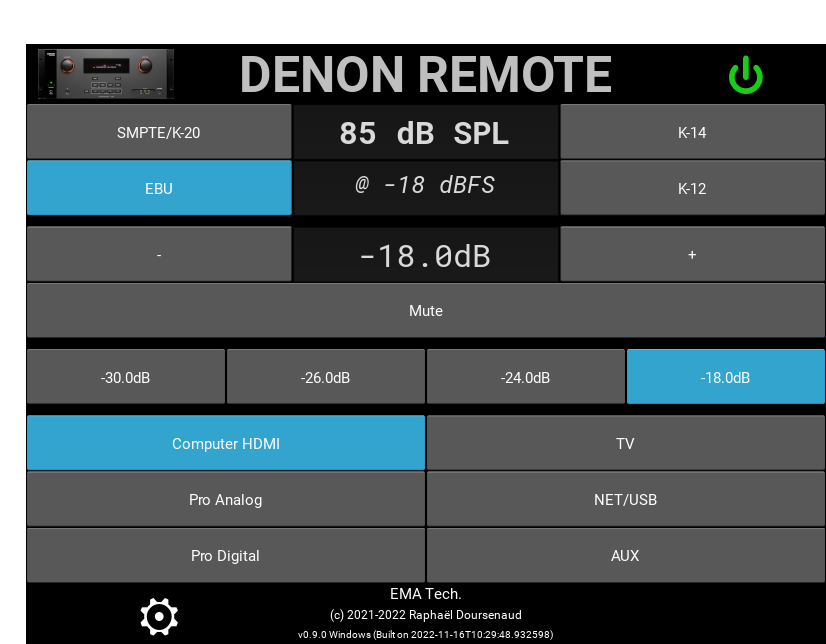 DENON REMOTE
SMPTE/K-20
85 dB SPL
K-14
EBU
@ -18 dBFS
K-12
-
-18.0dB
+
Mute
-30.0dB
-26.0dB
-24.0dB
-18.0dB
Computer HDMI
TV
Pro Analog
NET/USB
Pro Digital
AUX
EMA Tech.
(c) 2021-2022 Raphaël Doursenaud
v0.9.0 Windows (Built on 2022-11-16T10:29:48.932598)